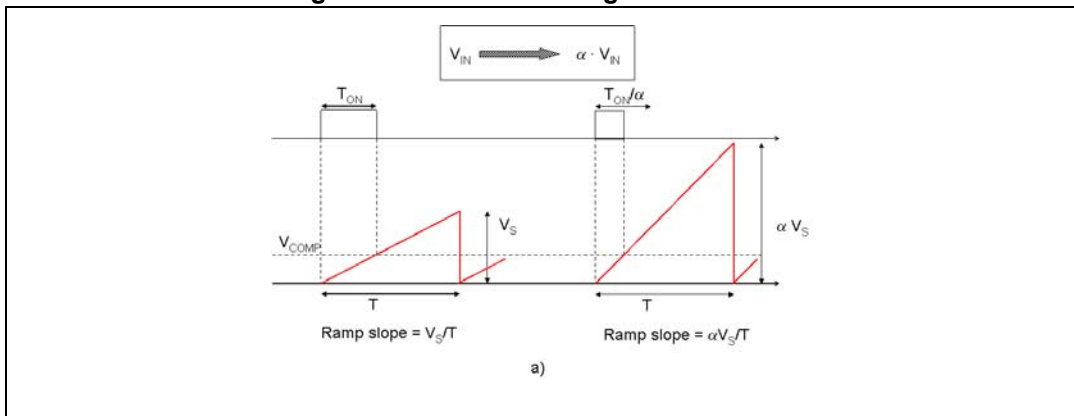 V_IN α · V_IN
T_ON T_ON/α
V_S α V_S
V_COMP
T T
Ramp slope = V_S/T Ramp slope = αV_S/T
a)